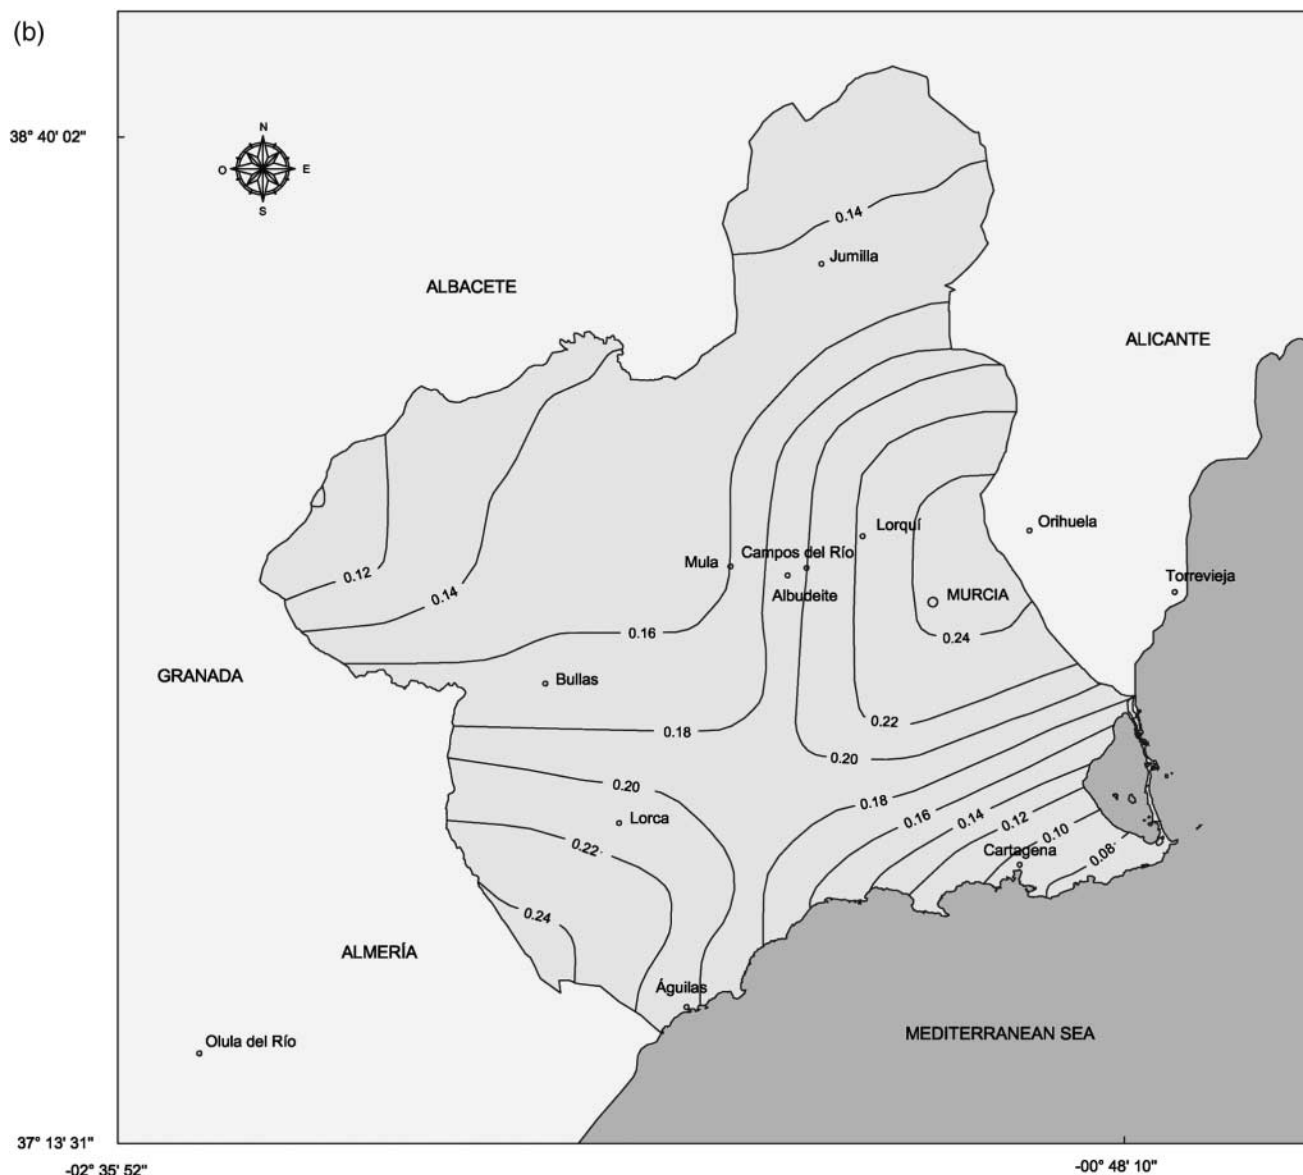 (b)
38° 40' 02"
N
O
E
S
0.14
Jumilla
ALBACETE
ALICANTE
Lorquí
Orihuela
Mula
Campos del Río
0.12
Albudeite
Torrevieja
0.14
MURCIA
0.16
0.24
GRANADA
Bullas
0.22
0.18
0.20
0.20
0.18
Lorca
0.16
0.14
0.12
0.10
0.22
Cartagena
0.08
0.24
ALMERÍA
Águilas
MEDITERRANEAN SEA
Olula del Río
37° 13' 31"
-02° 35' 52"
-00° 48' 10"